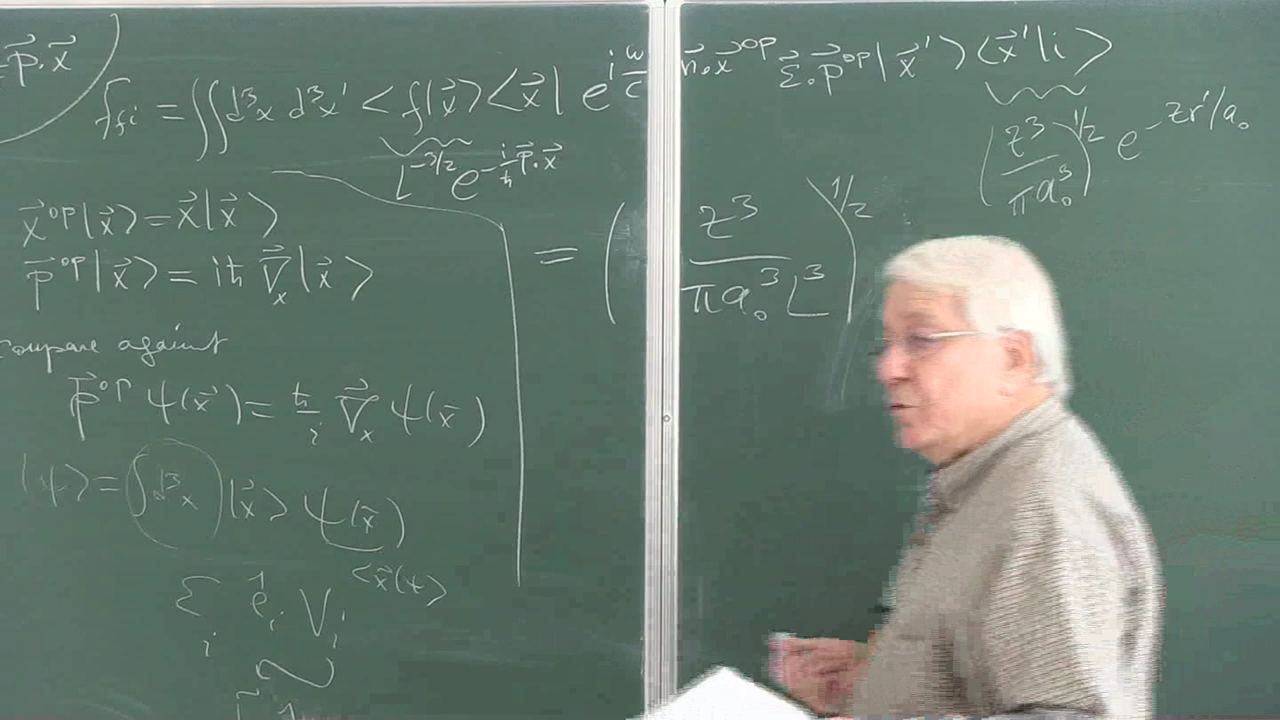 p⃗.x⃗
f_fi = ∫∫d³x d³x' <f|x⃗><x⃗| e^{i ω/c n⃗.x⃗^op} ε⃗.p⃗^op|x⃗'><x⃗'|i>
L^{-3/2} e^{-i/ħ p⃗.x⃗}
(z³/πa₀³)^{1/2} e^{-zr'/a₀}
= (z³/πa₀³L³)^{1/2}
x⃗^op|x⃗> = x⃗|x⃗>
p⃗^op|x⃗> = iħ ∇⃗_x|x⃗>
compare against
p⃗^op ψ(x⃗) = ħ/i ∇⃗_x ψ(x⃗)
|ψ> = ∫d³x |x⃗> ψ(x⃗)
Σ_i ê_i V_i